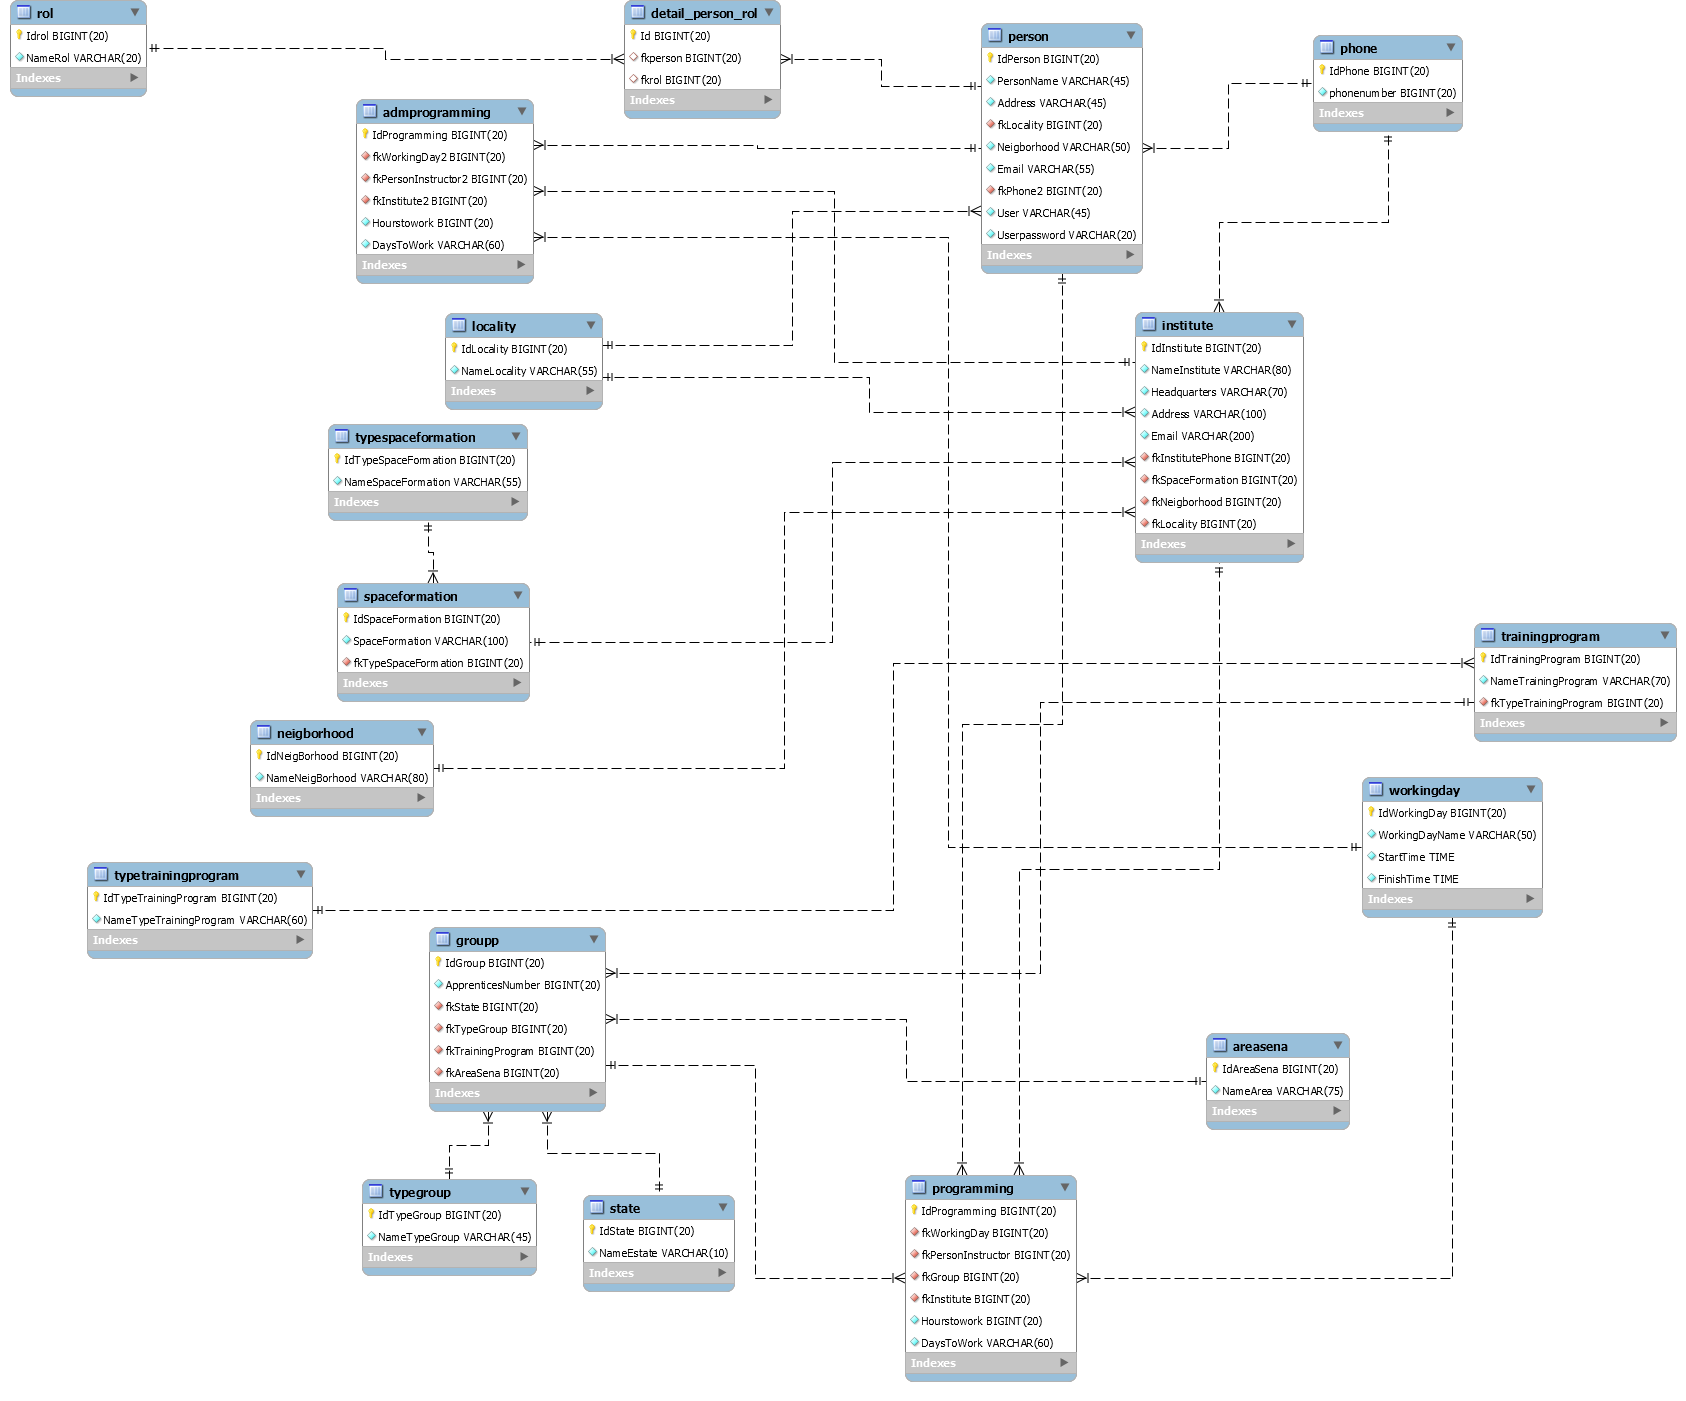 rol
Idrol BIGINT(20)
NameRol VARCHAR(20)
Indexes
detail_person_rol
Id BIGINT(20)
fkperson BIGINT(20)
fkrol BIGINT(20)
Indexes
person
IdPerson BIGINT(20)
PersonName VARCHAR(45)
Address VARCHAR(45)
fkLocality BIGINT(20)
Neigborhood VARCHAR(50)
Email VARCHAR(55)
fkPhone2 BIGINT(20)
User VARCHAR(45)
Userpassword VARCHAR(20)
Indexes
phone
IdPhone BIGINT(20)
phonenumber BIGINT(20)
Indexes
admprogramming
IdProgramming BIGINT(20)
fkWorkingDay2 BIGINT(20)
fkPersonInstructor2 BIGINT(20)
fkInstitute2 BIGINT(20)
Hourstowork BIGINT(20)
DaysToWork VARCHAR(60)
Indexes
locality
IdLocality BIGINT(20)
NameLocality VARCHAR(55)
Indexes
institute
IdInstitute BIGINT(20)
NameInstitute VARCHAR(80)
Headquarters VARCHAR(70)
Address VARCHAR(100)
Email VARCHAR(200)
fkInstitutePhone BIGINT(20)
fkSpaceFormation BIGINT(20)
fkNeigborhood BIGINT(20)
fkLocality BIGINT(20)
Indexes
typespaceformation
IdTypeSpaceFormation BIGINT(20)
NameSpaceFormation VARCHAR(55)
Indexes
spaceformation
IdSpaceFormation BIGINT(20)
SpaceFormation VARCHAR(100)
fkTypeSpaceFormation BIGINT(20)
Indexes
trainingprogram
IdTrainingProgram BIGINT(20)
NameTrainingProgram VARCHAR(70)
fkTypeTrainingProgram BIGINT(20)
Indexes
neigborhood
IdNeigBorhood BIGINT(20)
NameNeigBorhood VARCHAR(80)
Indexes
workingday
IdWorkingDay BIGINT(20)
WorkingDayName VARCHAR(50)
StartTime TIME
FinishTime TIME
Indexes
typetrainingprogram
IdTypeTrainingProgram BIGINT(20)
NameTypeTrainingProgram VARCHAR(60)
Indexes
groupp
IdGroup BIGINT(20)
ApprenticesNumber BIGINT(20)
fkState BIGINT(20)
fkTypeGroup BIGINT(20)
fkTrainingProgram BIGINT(20)
fkAreaSena BIGINT(20)
Indexes
areasena
IdAreaSena BIGINT(20)
NameArea VARCHAR(75)
Indexes
typegroup
IdTypeGroup BIGINT(20)
NameTypeGroup VARCHAR(45)
Indexes
state
IdState BIGINT(20)
NameEstate VARCHAR(10)
Indexes
programming
IdProgramming BIGINT(20)
fkWorkingDay BIGINT(20)
fkPersonInstructor BIGINT(20)
fkGroup BIGINT(20)
fkInstitute BIGINT(20)
Hourstowork BIGINT(20)
DaysToWork VARCHAR(60)
Indexes